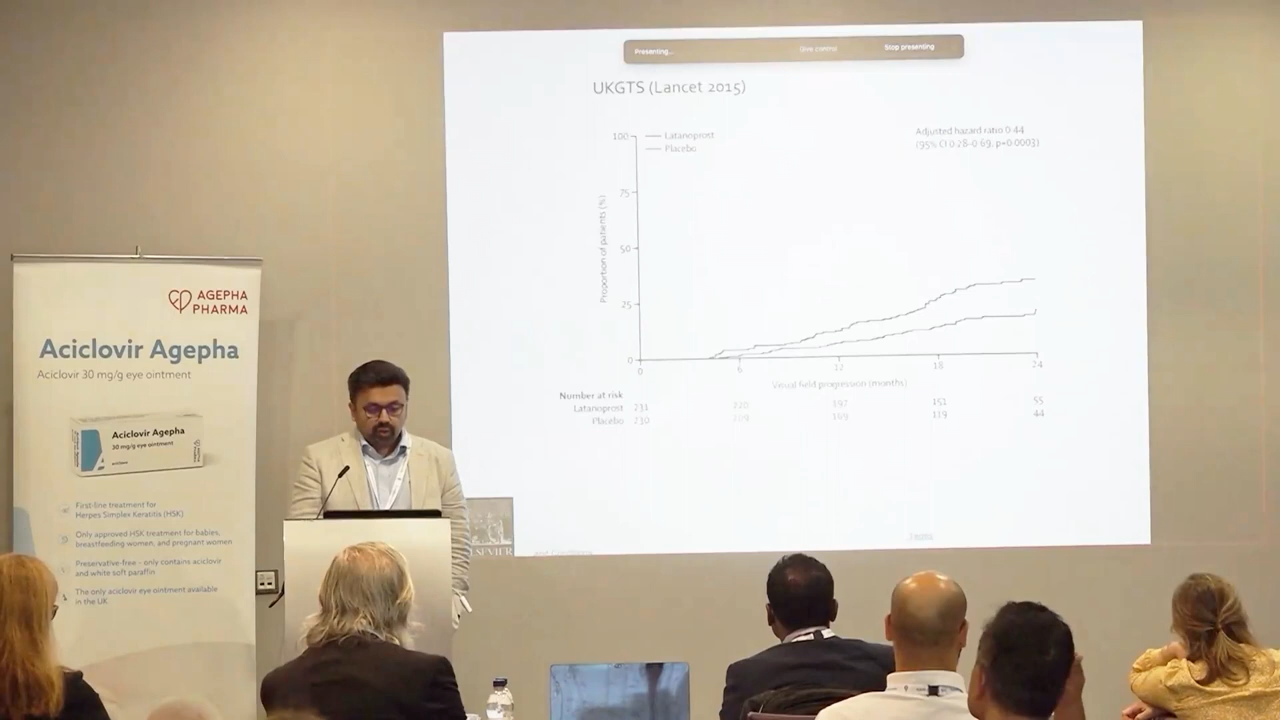 Presenting...
Give control
Stop presenting
UKGTS (Lancet 2015)
100
Latanoprost
Placebo
75
50
25
0
Proportion of patients (%)
Adjusted hazard ratio 0·44
(95% CI 0·28-0·69; p=0·0003)
0
6
12
18
24
Visual field progression (months)
Number at risk
Latanoprost 231 220 197 151 55
Placebo 230 209 169 119 44
AGEPHA
PHARMA
Aciclovir Agepha
Aciclovir 30 mg/g eye ointment
Aciclovir Agepha
30 mg/g eye ointment
First-line treatment for
Herpes Simplex Keratitis (HSK)
Only approved HSK treatment for babies,
breastfeeding women, and pregnant women
Preservative-free – only contains aciclovir
and white soft paraffin
The only aciclovir eye ointment available
in the UK